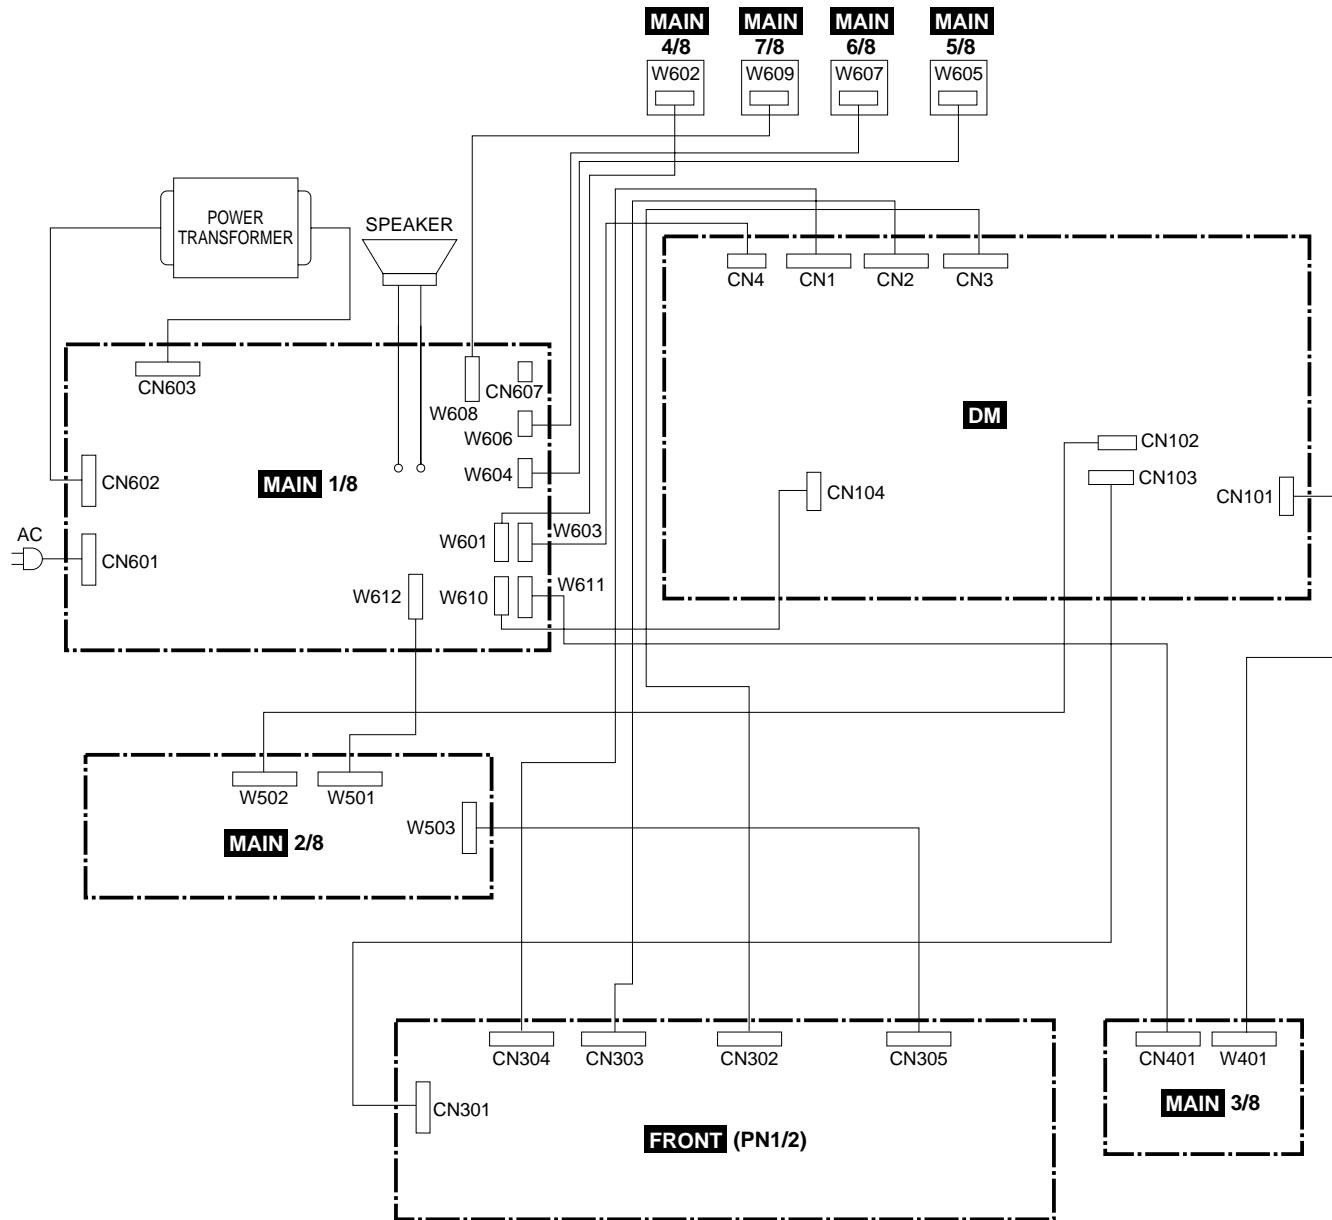 MAIN MAIN MAIN MAIN
4/8 7/8 6/8 5/8
W602 W609 W607 W605
POWER
TRANSFORMER
SPEAKER
CN4 CN1 CN2 CN3
CN603
CN607
W608
DM
W606
CN102
W604
CN103
CN602
MAIN 1/8
CN104
CN101
AC
W601
W603
CN601
W612
W610
W611
W502 W501
W503
MAIN 2/8
CN304 CN303 CN302 CN305
CN401 W401
CN301
MAIN 3/8
FRONT (PN1/2)